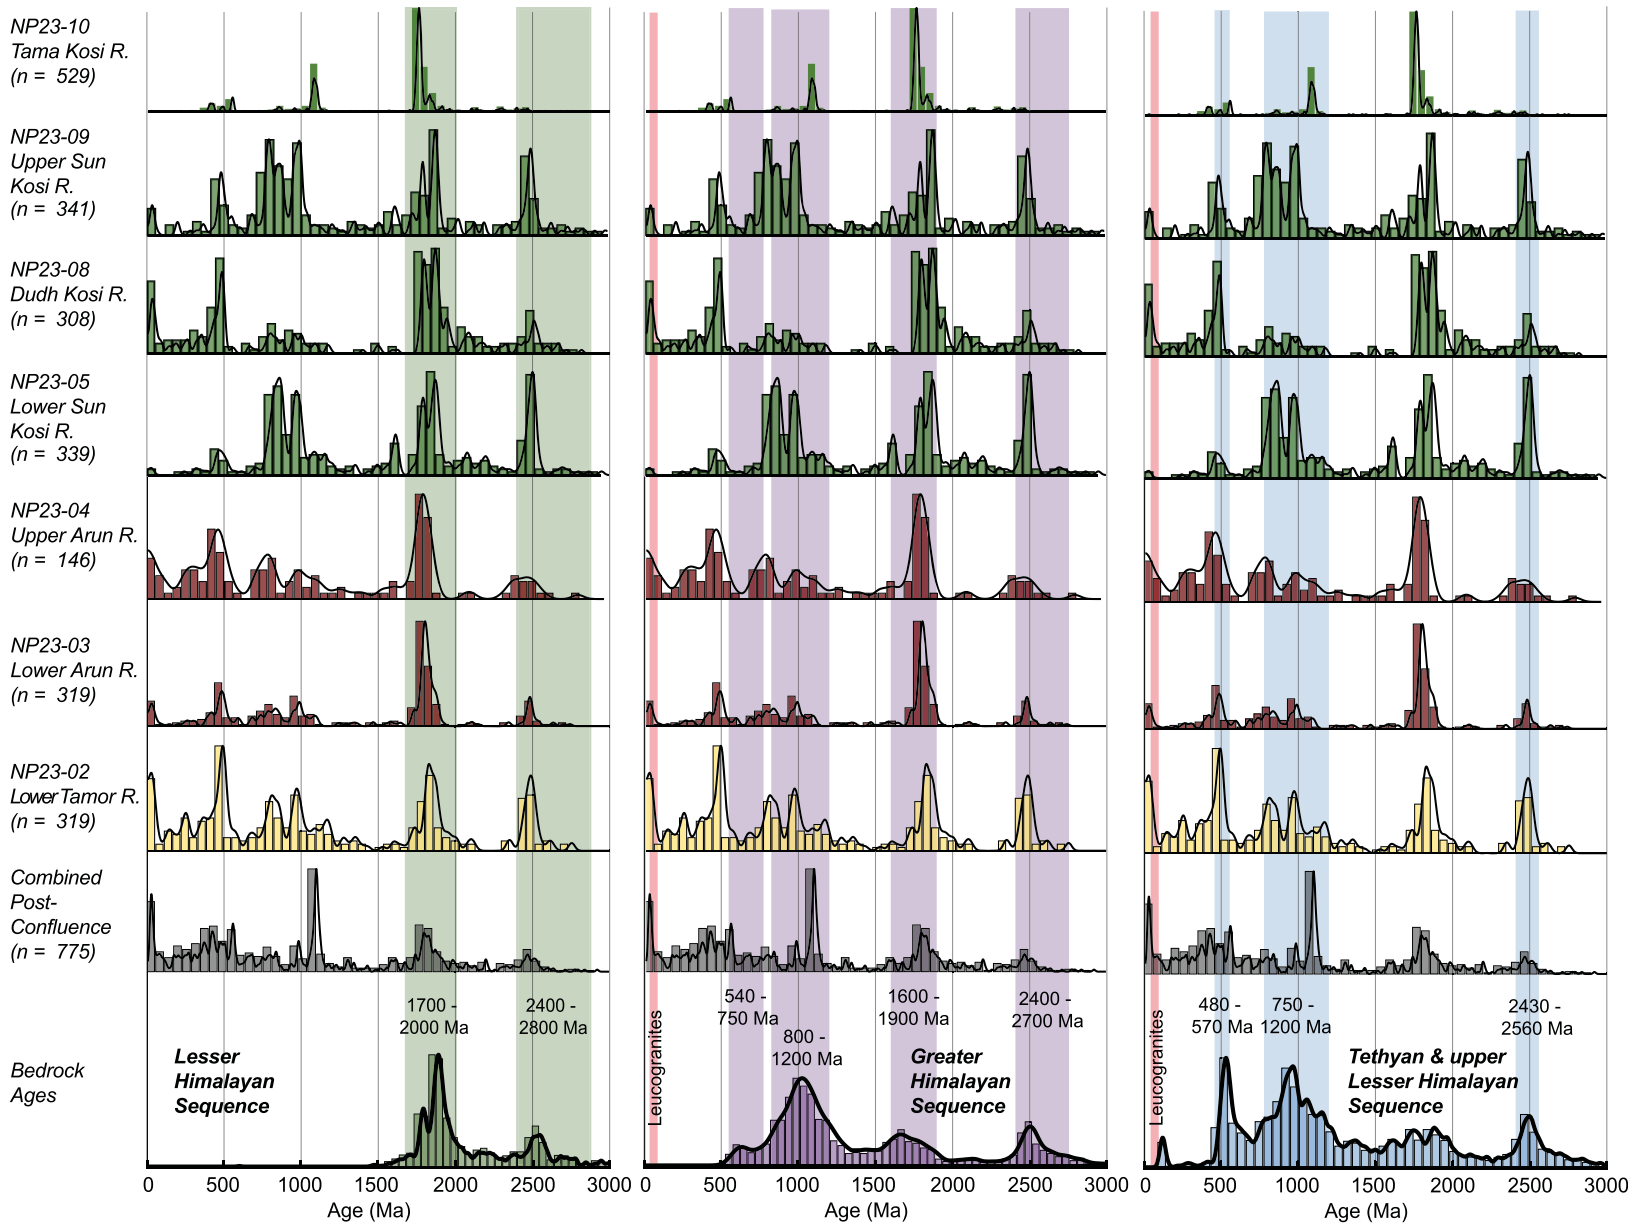 NP23-10
Tama Kosi R.
(n = 529)
NP23-09
Upper Sun
Kosi R.
(n = 341)
NP23-08
Dudh Kosi R.
(n = 308)
NP23-05
Lower Sun
Kosi R.
(n = 339)
NP23-04
Upper Arun R.
(n = 146)
NP23-03
Lower Arun R.
(n = 319)
NP23-02
Lower Tamor R.
(n = 319)
Combined
Post-
Confluence
(n = 775)
Bedrock
Ages
1700 -
2000 Ma
2400 -
2800 Ma
Lesser
Himalayan
Sequence
0 500 1000 1500 2000 2500 3000
Age (Ma)
Leucogranites
540 -
750 Ma
800 -
1200 Ma
1600 -
1900 Ma
2400 -
2700 Ma
Greater
Himalayan
Sequence
0 500 1000 1500 2000 2500 3000
Age (Ma)
Leucogranites
480 -
570 Ma
750 -
1200 Ma
2430 -
2560 Ma
Tethyan & upper
Lesser Himalayan
Sequence
0 500 1000 1500 2000 2500 3000
Age (Ma)